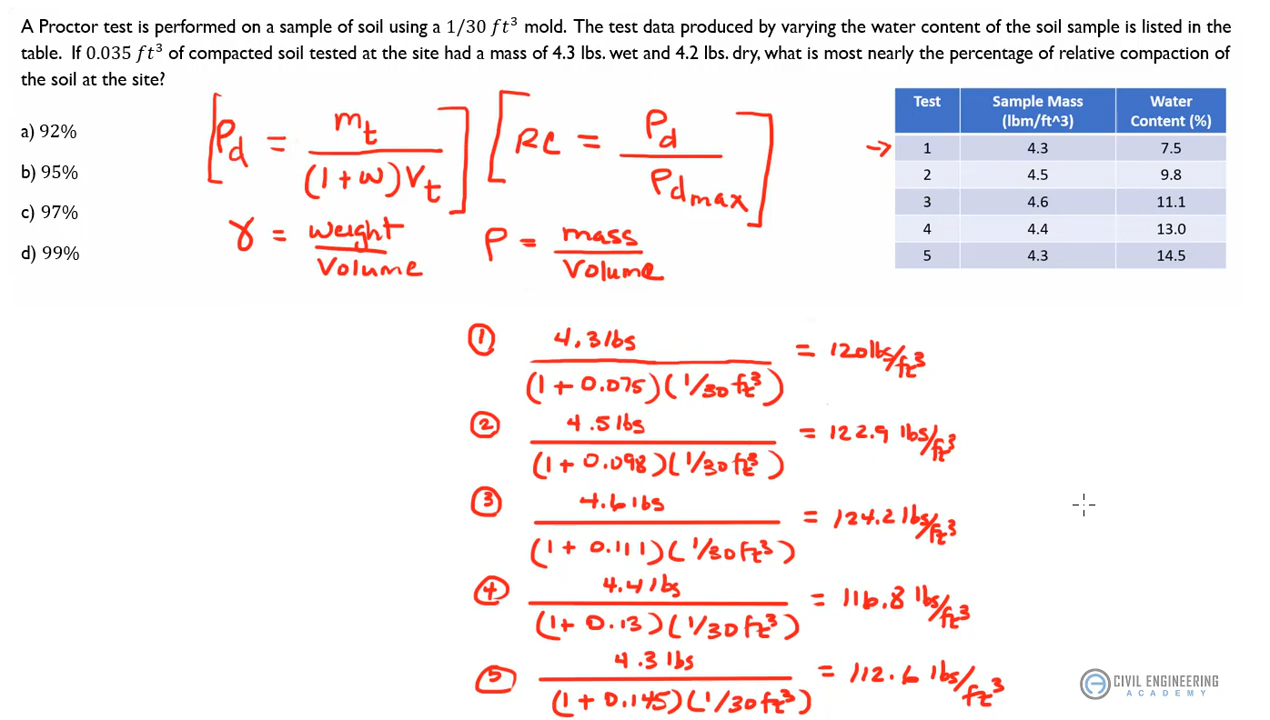 A Proctor test is performed on a sample of soil using a 1/30 ft³ mold. The test data produced by varying the water content of the soil sample is listed in the
table. If 0.035 ft³ of compacted soil tested at the site had a mass of 4.3 lbs. wet and 4.2 lbs. dry, what is most nearly the percentage of relative compaction of
the soil at the site?
a) 92%
b) 95%
c) 97%
d) 99%
[Pd = mt / (1+w)Vt] [RC = Pd / Pdmax]
γ = weight / Volume P = mass / Volume
Test Sample Mass (lbm/ft^3) Water Content (%)
→ 1 4.3 7.5
2 4.5 9.8
3 4.6 11.1
4 4.4 13.0
5 4.3 14.5
① 4.3 lbs / (1 + 0.075)(1/30 ft³) = 120 lbs/ft³
② 4.5 lbs / (1 + 0.098)(1/30 ft³) = 122.9 lbs/ft³
③ 4.6 lbs / (1 + 0.111)(1/30 ft³) = 124.2 lbs/ft³
④ 4.4 lbs / (1 + 0.13)(1/30 ft³) = 116.8 lbs/ft³
⑤ 4.3 lbs / (1 + 0.145)(1/30 ft³) = 112.6 lbs/ft³
CIVIL ENGINEERING
ACADEMY